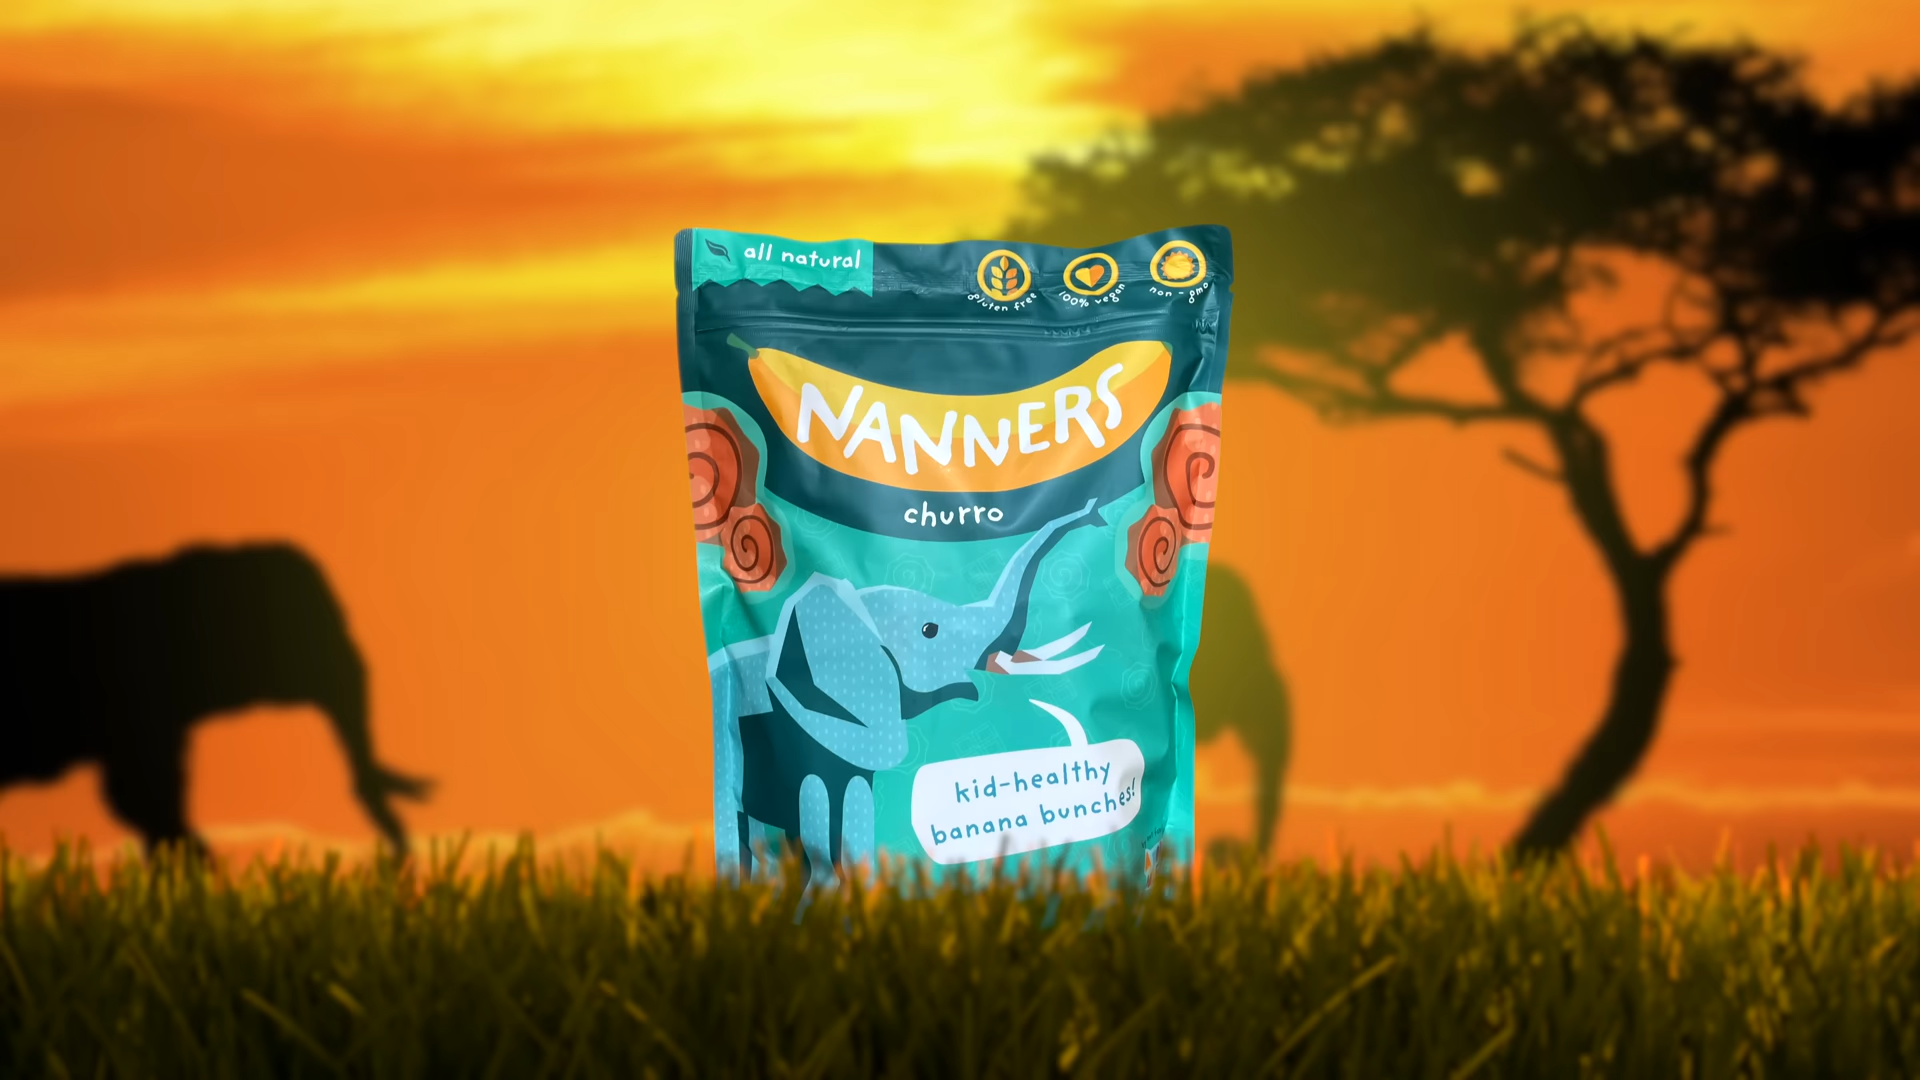 all natural
gluten free
100% vegan
non-gmo
NANNERS
churro
kid-healthy
banana bunches!